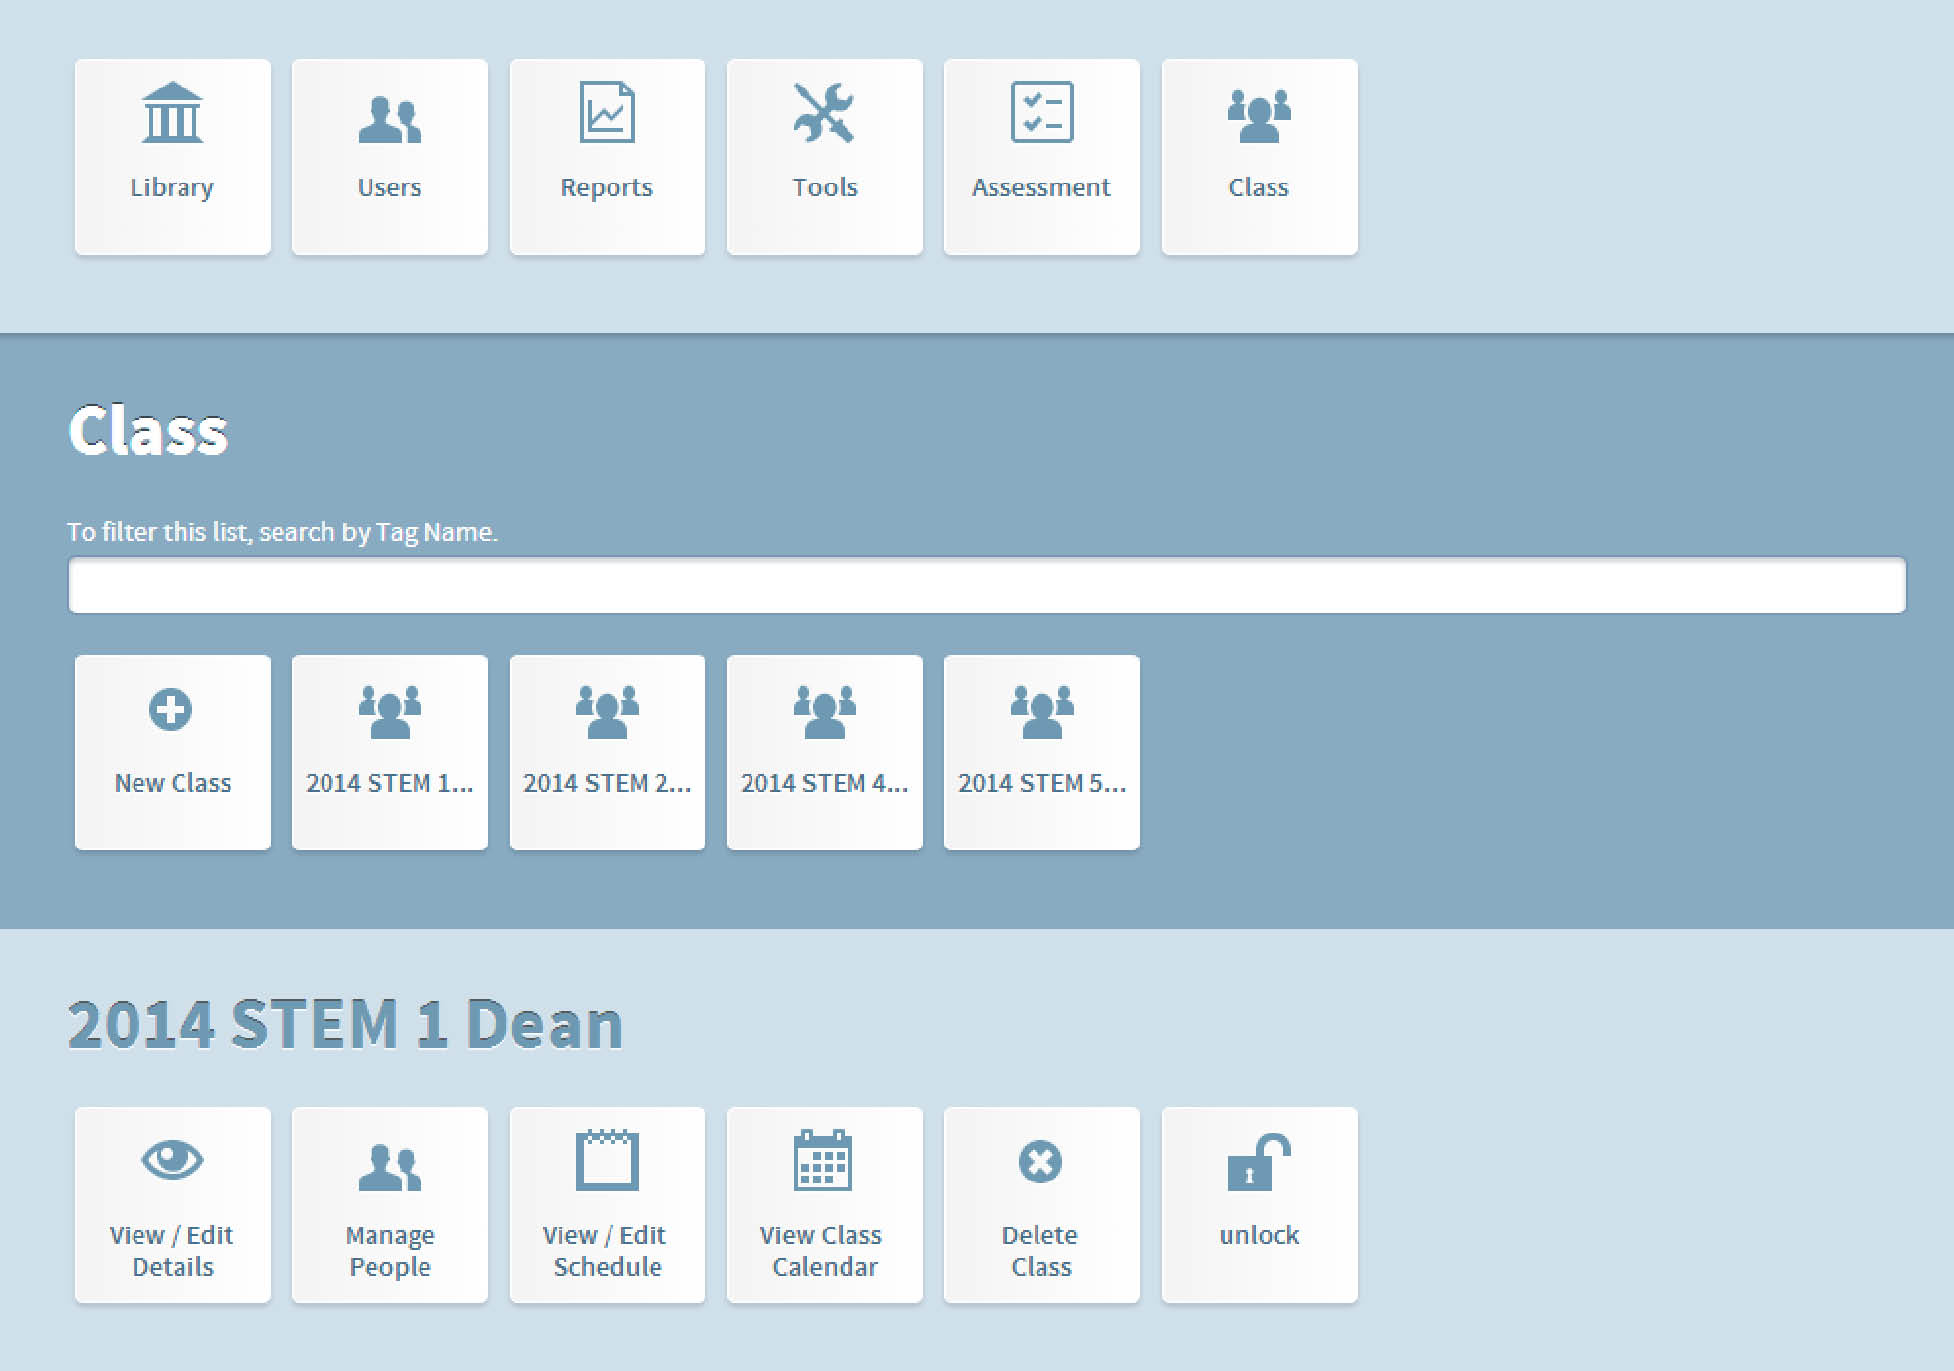 Library Users Reports Tools Assessment Class
Class
To filter this list, search by Tag Name.
New Class 2014 STEM 1... 2014 STEM 2... 2014 STEM 4... 2014 STEM 5...
2014 STEM 1 Dean
View / Edit
Details
Manage
People
View / Edit
Schedule
View Class
Calendar
Delete
Class
unlock